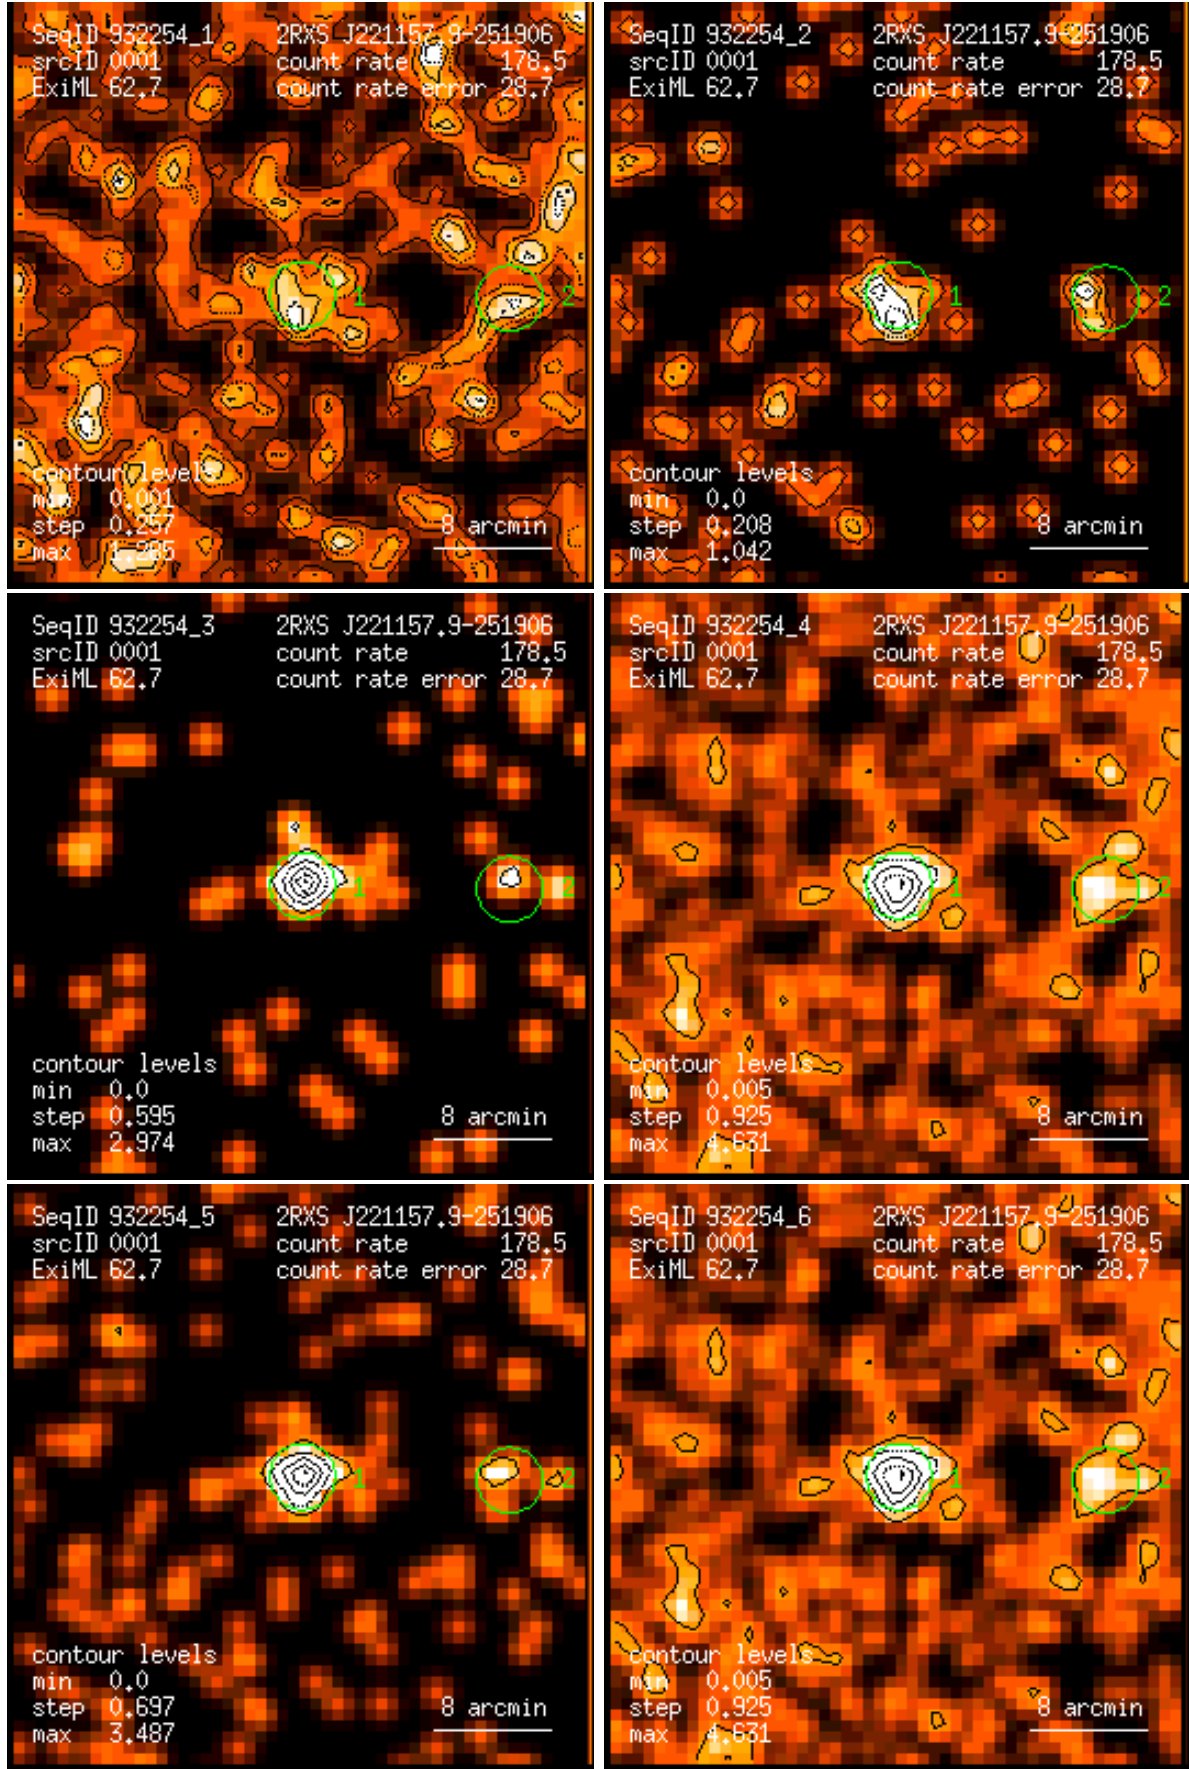 SeqID 932254_1 2RXS J221157.9-251906
srcID 0001 count rate 178.5
ExiML 62.7 count rate error 28.7
1 2
contour levels
min 0.001
step 0.257
max 1.285
8 arcmin
SeqID 932254_2 2RXS J221157.9-251906
srcID 0001 count rate 178.5
ExiML 62.7 count rate error 28.7
1 2
contour levels
min 0.0
step 0.208
max 1.042
8 arcmin
SeqID 932254_3 2RXS J221157.9-251906
srcID 0001 count rate 178.5
ExiML 62.7 count rate error 28.7
1 2
contour levels
min 0.0
step 0.595
max 2.974
8 arcmin
SeqID 932254_4 2RXS J221157.9-251906
srcID 0001 count rate 178.5
ExiML 62.7 count rate error 28.7
1 2
contour levels
min 0.005
step 0.925
max 4.631
8 arcmin
SeqID 932254_5 2RXS J221157.9-251906
srcID 0001 count rate 178.5
ExiML 62.7 count rate error 28.7
1 2
contour levels
min 0.0
step 0.697
max 3.487
8 arcmin
SeqID 932254_6 2RXS J221157.9-251906
srcID 0001 count rate 178.5
ExiML 62.7 count rate error 28.7
1 2
contour levels
min 0.005
step 0.925
max 4.631
8 arcmin